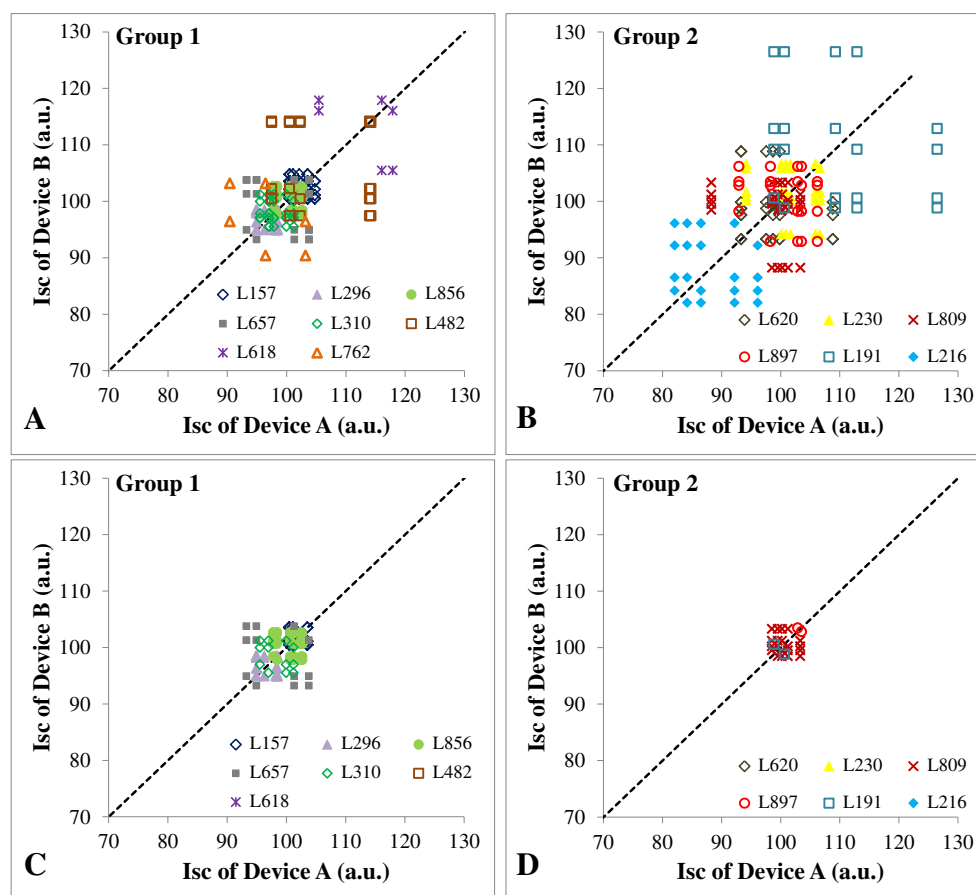 Group 1
130
120
110
100
90
80
70
Isc of Device B (a.u.)
L157 L296 L856
L657 L310 L482
L618 L762
70 80 90 100 110 120 130
Isc of Device A (a.u.)
A
Group 2
130
120
110
100
90
80
70
Isc of Device B (a.u.)
L620 L230 L809
L897 L191 L216
70 80 90 100 110 120 130
Isc of Device A (a.u.)
B
Group 1
130
120
110
100
90
80
70
Isc of Device B (a.u.)
L157 L296 L856
L657 L310 L482
L618
70 80 90 100 110 120 130
Isc of Device A (a.u.)
C
Group 2
130
120
110
100
90
80
70
Isc of Device B (a.u.)
L620 L230 L809
L897 L191 L216
70 80 90 100 110 120 130
Isc of Device A (a.u.)
D